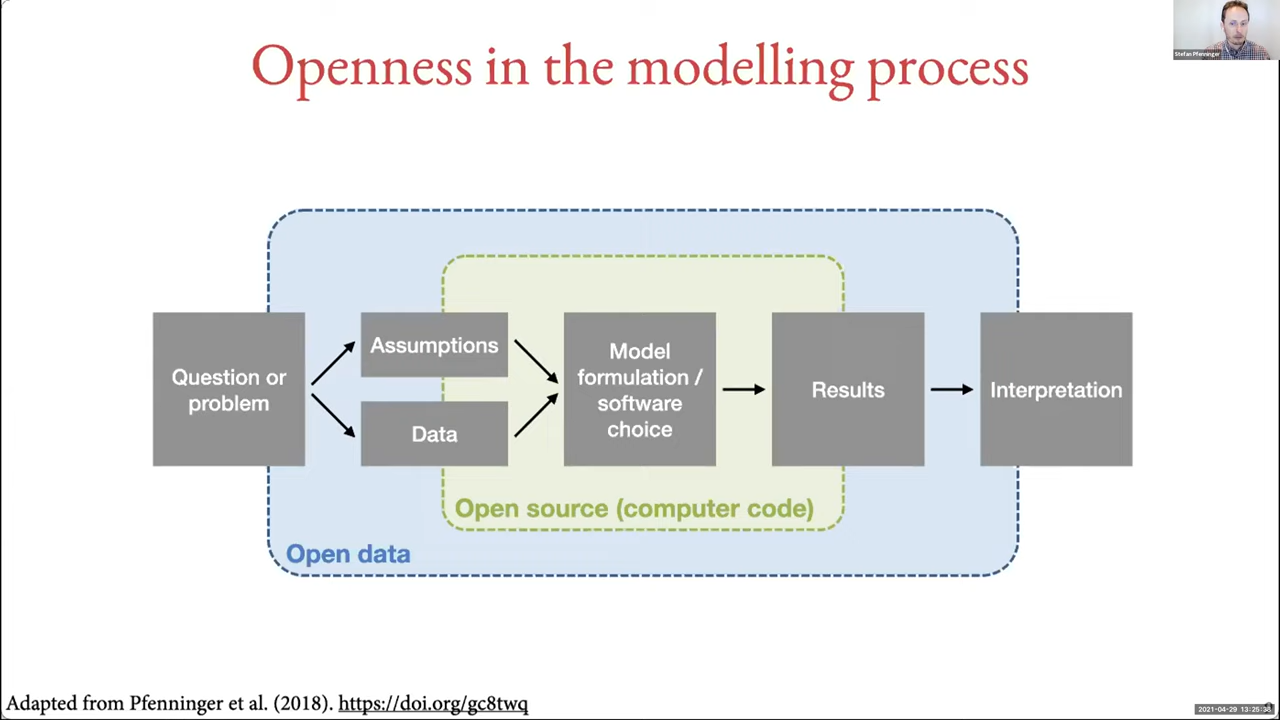 Openness in the modelling process
Stefan Pfenninger
Question or
problem
Assumptions
Data
Model
formulation /
software
choice
Results
Interpretation
Open source (computer code)
Open data
Adapted from Pfenninger et al. (2018). https://doi.org/gc8twq
2021-04-29 13:25:38